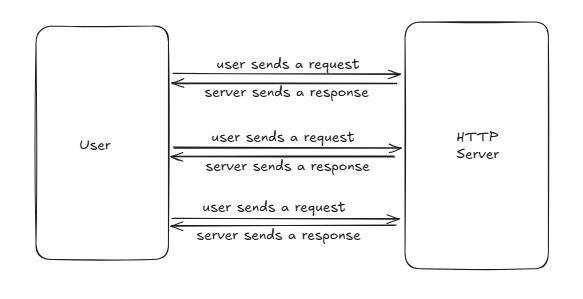 user sends a request
server sends a response
user sends a request
User
HTTP
Server
server sends a response
user sends a request
server sends a response